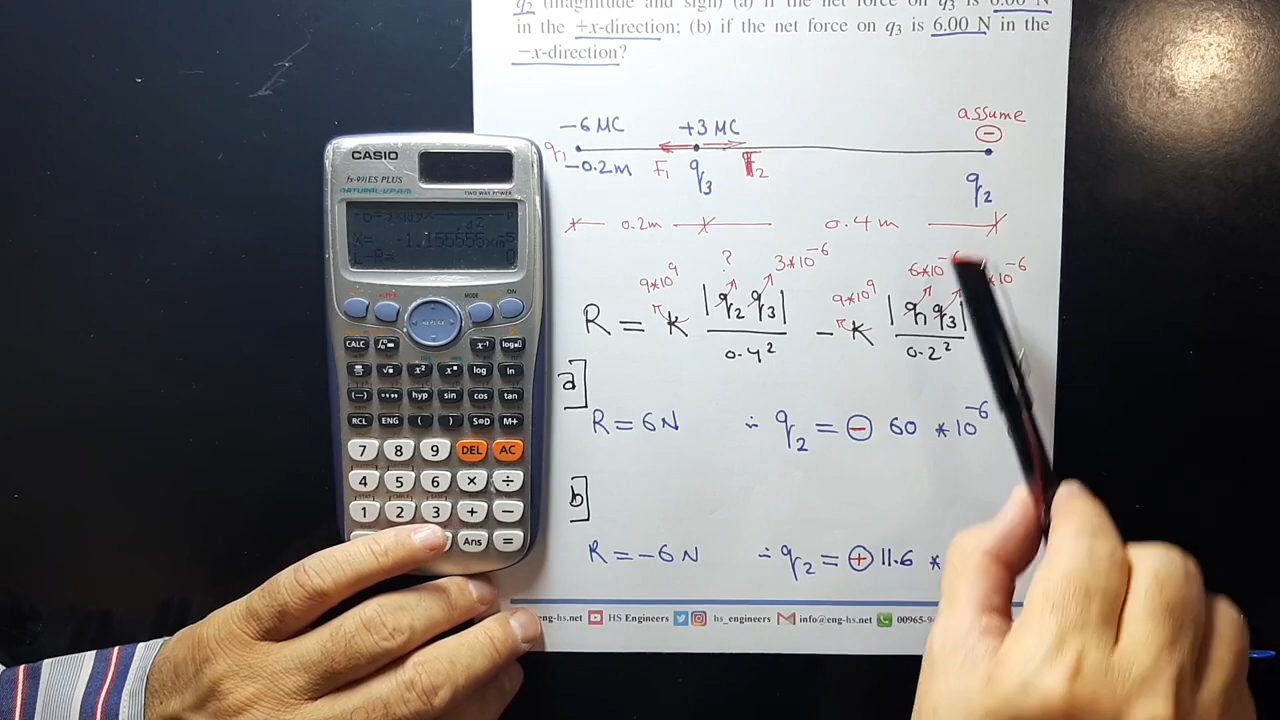 q₂ (magnitude and sign) (a) if the net force on q₃ is 6.00 N
in the +x-direction; (b) if the net force on q₃ is 6.00 N in the
−x-direction?
assume
−6 MC +3 MC ⊖
q₁ −0.2m F₁ q₃ F₂ q₂
0.2m 0.4 m
9*10⁹ ? 3*10⁻⁶ 9*10⁹ 6*10⁻⁶ *10⁻⁶
R = K |q₂ q₃| / 0.4² − K |q₁ q₃| / 0.2²
a]
R = 6N ∴ q₂ = ⊖ 60 *10⁻⁶
b]
R = −6 N ∴ q₂ = ⊕ 11.6 *
eng-hs.net HS Engineers hs_engineers info@eng-hs.net 00965-9
CASIO
fx-991ES PLUS
NATURAL-V.P.A.M. TWO WAY POWER
X= -1.155555×10⁻⁵
L-R= 0
SHIFT ALPHA MODE ON
REPLAY
CALC ∫ x⁻¹ log
√ x² log ln
(−) hyp sin cos tan
RCL ENG ( ) S⇔D M+
7 8 9 DEL AC
4 5 6 × ÷
1 2 3 + −
Ans =